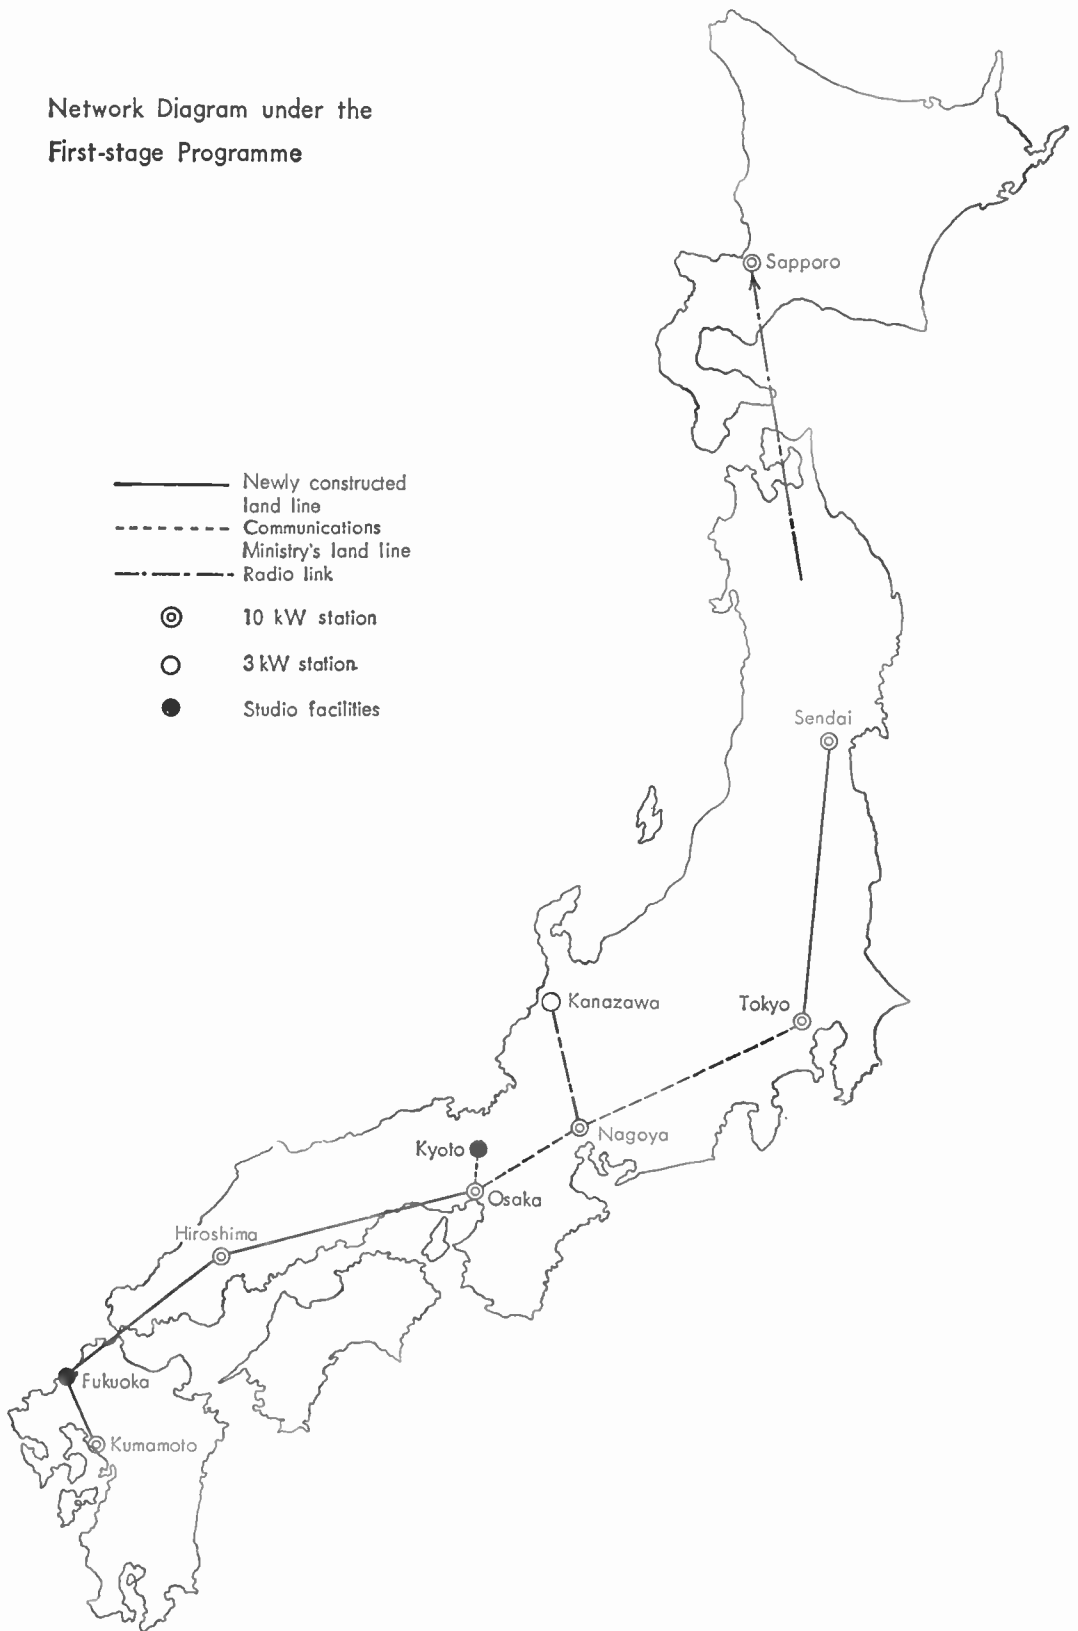 Network Diagram under the
First-stage Programme
Sapporo
Newly constructed
land line
Communications
Ministry's land line
Radio link
10 kW station
3 kW station
Studio facilities
Sendai
Kanazawa
Tokyo
Nagoya
Kyoto
Osaka
Hiroshima
Fukuoka
Kumamoto